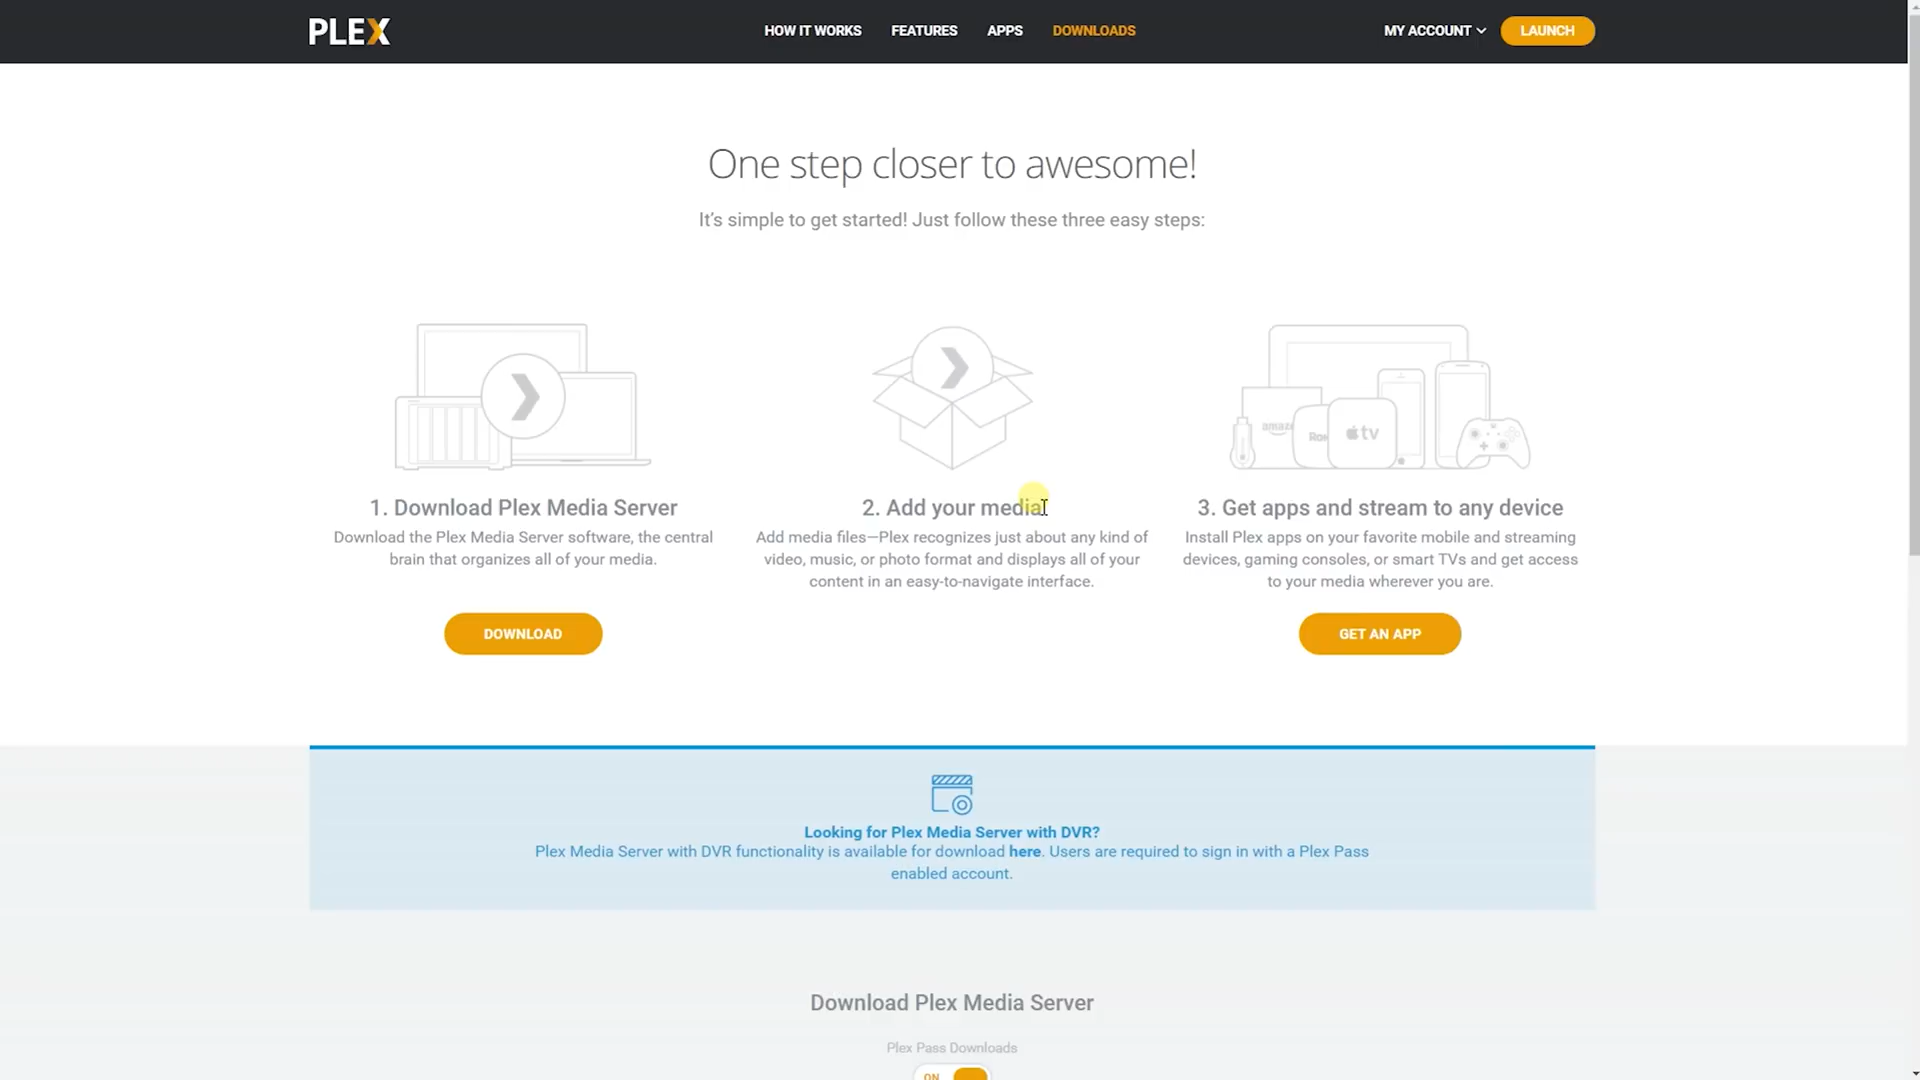 PLEX
HOW IT WORKS
FEATURES
APPS
DOWNLOADS
MY ACCOUNT
LAUNCH
One step closer to awesome!
It's simple to get started! Just follow these three easy steps:
amaz
Rok
tv
1. Download Plex Media Server
Download the Plex Media Server software, the central
brain that organizes all of your media.
DOWNLOAD
2. Add your media
Add media files—Plex recognizes just about any kind of
video, music, or photo format and displays all of your
content in an easy-to-navigate interface.
3. Get apps and stream to any device
Install Plex apps on your favorite mobile and streaming
devices, gaming consoles, or smart TVs and get access
to your media wherever you are.
GET AN APP
Looking for Plex Media Server with DVR?
Plex Media Server with DVR functionality is available for download here. Users are required to sign in with a Plex Pass
enabled account.
Download Plex Media Server
Plex Pass Downloads
ON